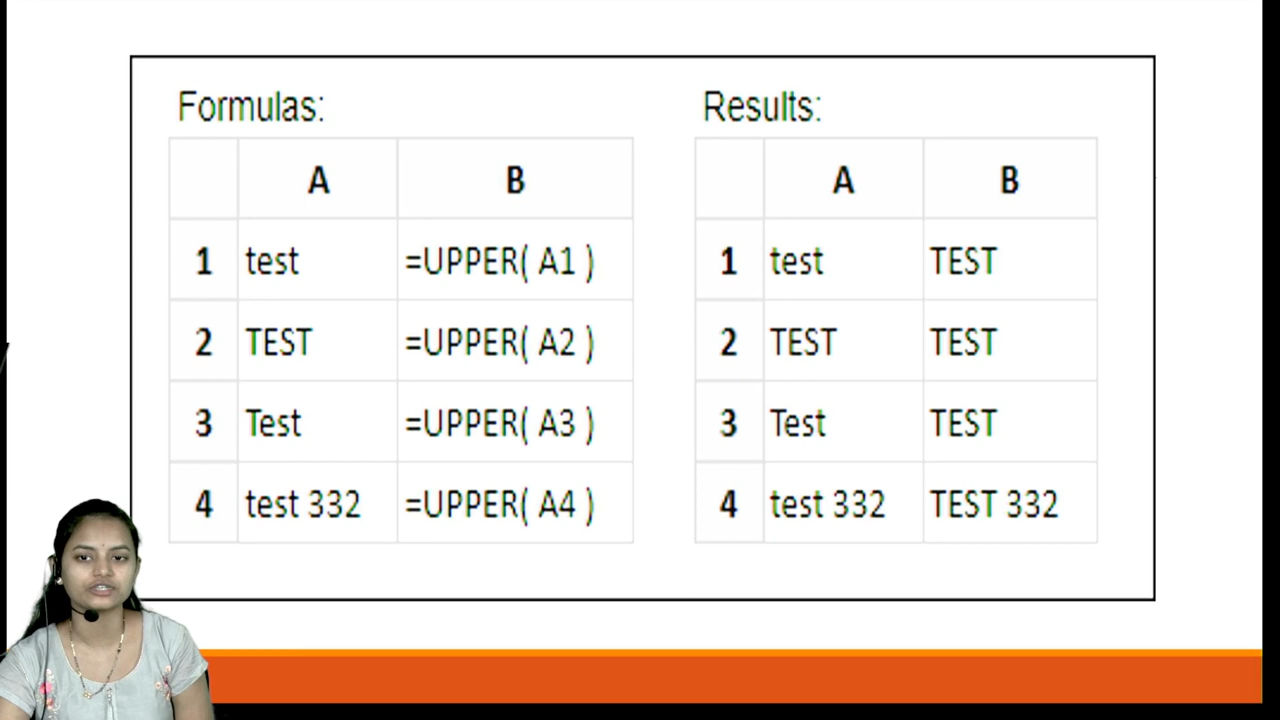 Formulas:
A B
1 test =UPPER( A1 )
2 TEST =UPPER( A2 )
3 Test =UPPER( A3 )
4 test 332 =UPPER( A4 )
Results:
A B
1 test TEST
2 TEST TEST
3 Test TEST
4 test 332 TEST 332